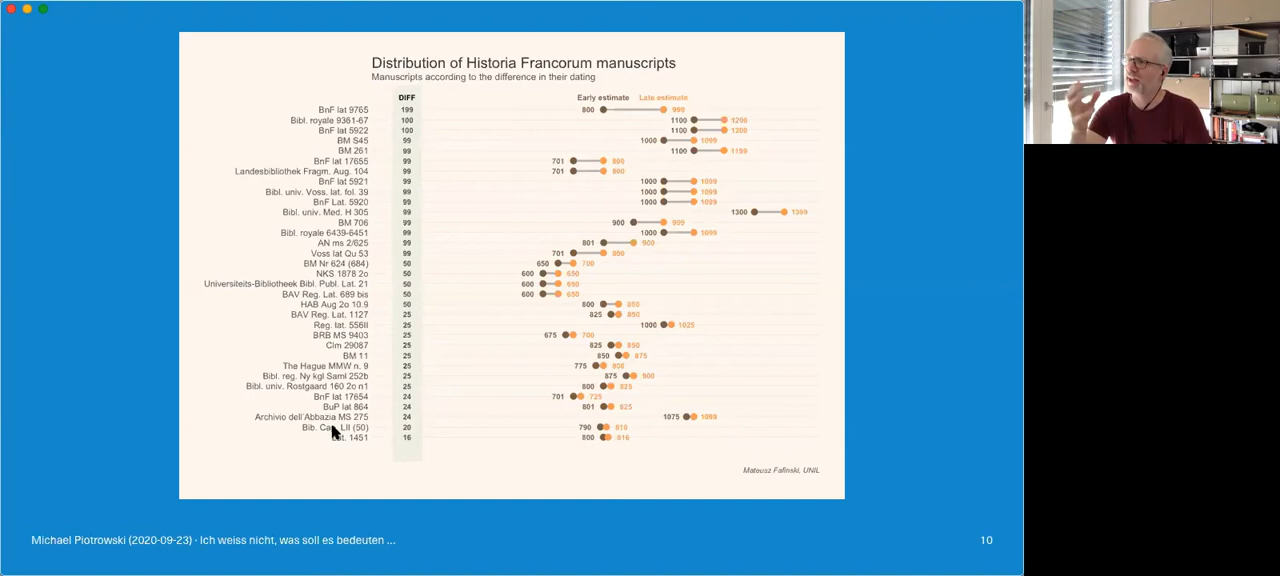 Distribution of Historia Francorum manuscripts
Manuscripts according to the difference in their dating
DIFF Early estimate Late estimate
BnF lat 9765 199 800 999
Bibl. royale 9361-67 100 1100 1200
BnF lat 5922 100 1100 1200
BM S45 99 1000 1099
BM 261 99 1100 1199
BnF lat 17655 99 701 800
Landesbibliothek Fragm. Aug. 104 99 701 800
BnF lat 5921 99 1000 1099
Bibl. univ. Voss. lat. fol. 39 99 1000 1099
BnF Lat. 5920 99 1000 1099
Bibl. univ. Med. H 305 99 1300 1399
BM 706 99 900 999
Bibl. royale 6439-6451 99 1000 1099
AN ms 2/625 99 801 900
Voss lat Qu 53 99 701 800
BM Nr 624 (684) 50 650 700
NKS 1878 2o 50 600 650
Universiteits-Bibliotheek Bibl. Publ. Lat. 21 50 600 650
BAV Reg. Lat. 689 bis 50 600 650
HAB Aug 2o 10.9 50 800 850
BAV Reg. Lat. 1127 25 825 850
Reg. lat. 556II 25 1000 1025
BRB MS 9403 25 675 700
Clm 29087 25 825 850
BM 11 25 850 875
The Hague MMW n. 9 25 775 800
Bibl. reg. Ny kgl Saml 252b 25 875 900
Bibl. univ. Rostgaard 160 2o n1 25 800 825
BnF lat 17654 24 701 725
BuP lat 864 24 801 825
Archivio dell'Abbazia MS 275 24 1075 1099
Bib. LII (50) 20 790 810
1451 16 800 816
Mateusz Fafinski, UNIL
Michael Piotrowski (2020-09-23) · Ich weiss nicht, was soll es bedeuten ... 10